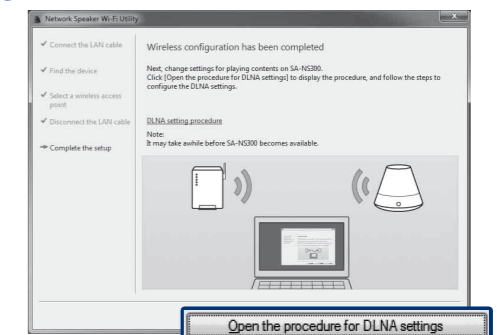 Network Speaker Wi-Fi Utility
✔ Connect the LAN cable
✔ Find the device
✔ Select a wireless access
point
✔ Disconnect the LAN cable
➔ Complete the setup
Wireless configuration has been completed
Next, change settings for playing contents on SA-NS300.
Click [Open the procedure for DLNA settings] to display the procedure, and follow the steps to
configure the DLNA settings.
DLNA setting procedure
Note:
It may take awhile before SA-NS300 becomes available.
Open the procedure for DLNA settings